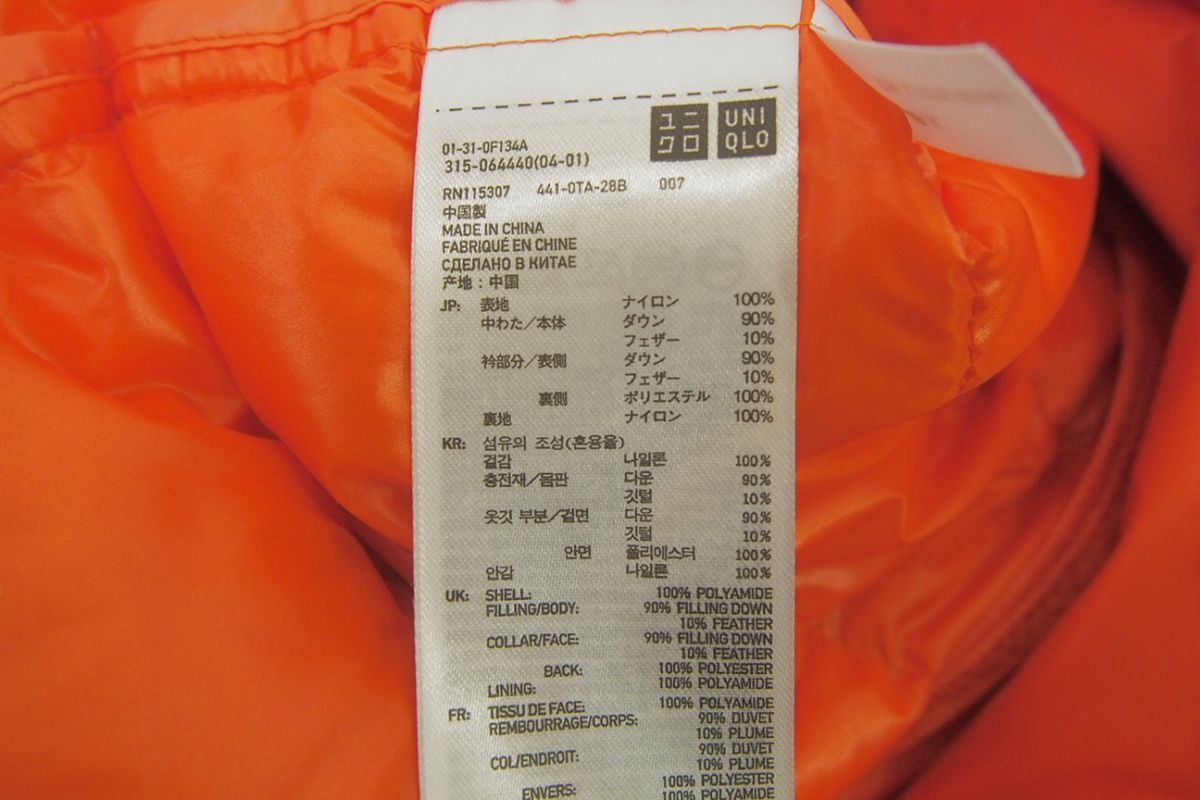 ユニクロ
UNIQLO
01-31-0F134A
315-064440(04-01)
RN115307 441-0TA-28B 007
中国製
MADE IN CHINA
FABRIQUÉ EN CHINE
СДЕЛАНО В КИТАЕ
产地：中国
JP: 表地 ナイロン 100%
中わた／本体 ダウン 90%
フェザー 10%
衿部分／表側 ダウン 90%
フェザー 10%
裏側 ポリエステル 100%
裏地 ナイロン 100%
KR: 섬유의 조성(혼용율)
겉감 나일론 100%
충전재／몸판 다운 90%
깃털 10%
옷깃 부분／겉면 다운 90%
깃털 10%
안면 폴리에스터 100%
안감 나일론 100%
UK: SHELL: 100% POLYAMIDE
FILLING/BODY: 90% FILLING DOWN
10% FEATHER
COLLAR/FACE: 90% FILLING DOWN
10% FEATHER
BACK: 100% POLYESTER
LINING: 100% POLYAMIDE
FR: TISSU DE FACE: 100% POLYAMIDE
REMBOURRAGE/CORPS: 90% DUVET
10% PLUME
COL/ENDROIT: 90% DUVET
10% PLUME
ENVERS: 100% POLYESTER
100% POLYAMIDE